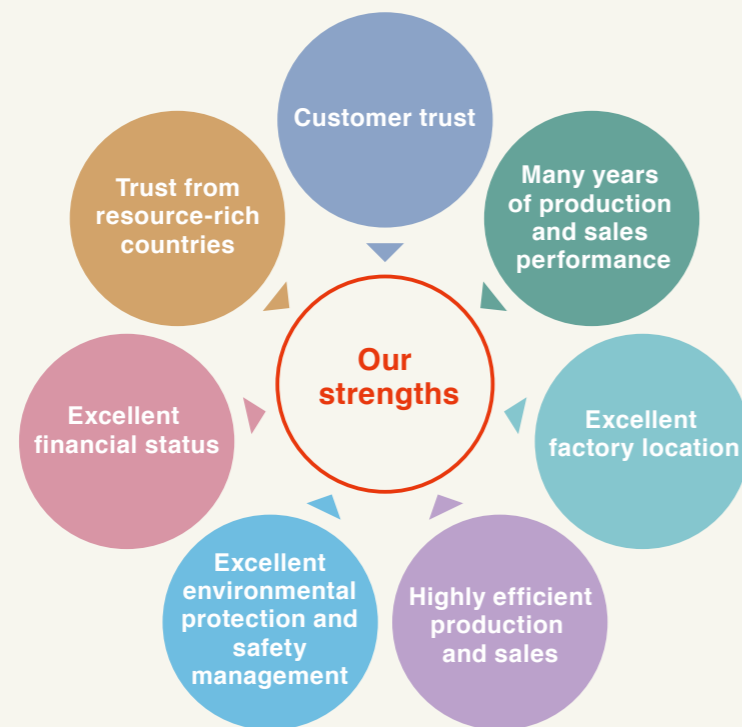 Customer trust
Trust from
resource-rich
countries
Many years
of production
and sales
performance
Our
strengths
Excellent
financial status
Excellent
factory location
Excellent
environmental
protection and
safety
management
Highly efficient
production
and sales